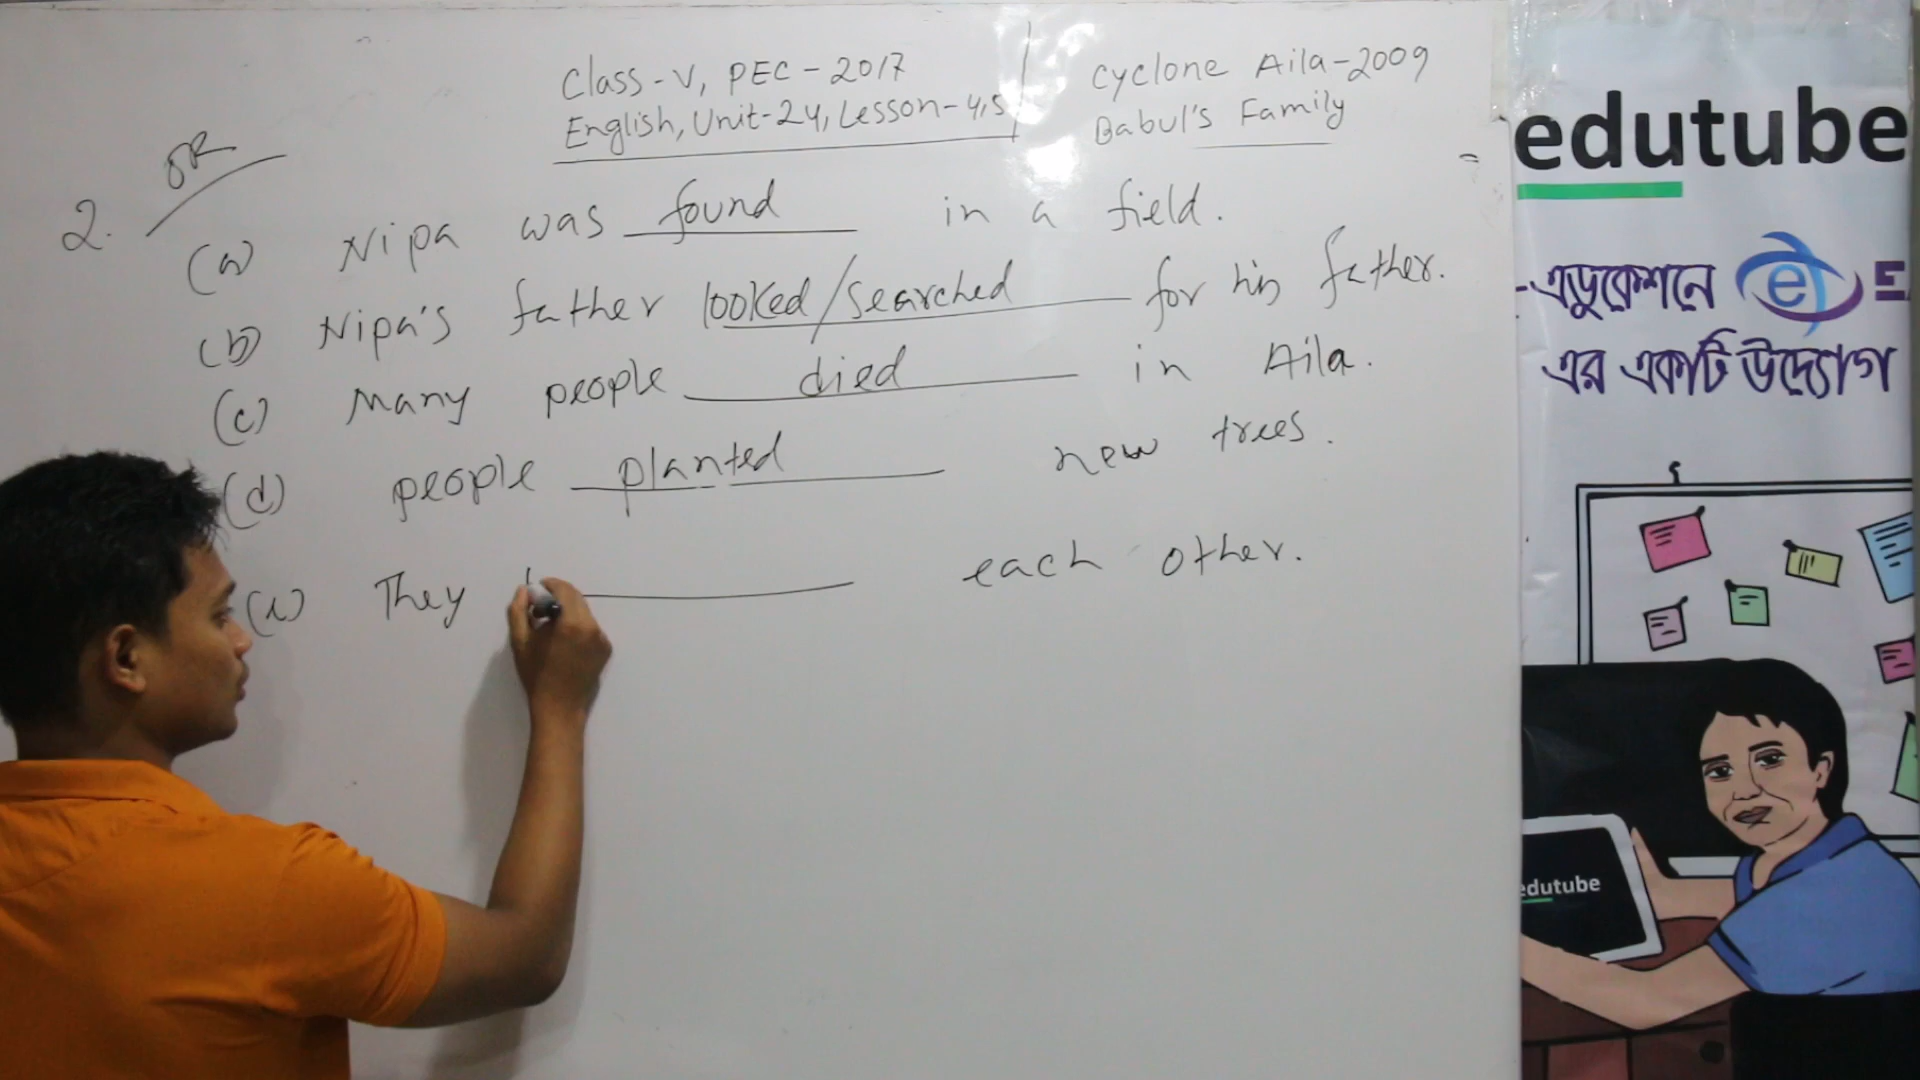 Class-V, PEC-2017
English, Unit-24, Lesson-4,5
Cyclone Aila-2009
Babul's Family
OR
2.
(a) Nipa was found in a field.
(b) Nipa's father looked/searched for his father.
(c) Many people died in Aila.
(d) people planted new trees.
(e) They ________ each other.
edutube
-এডুকেশনে e E
এর একটি উদ্যোগ
edutube